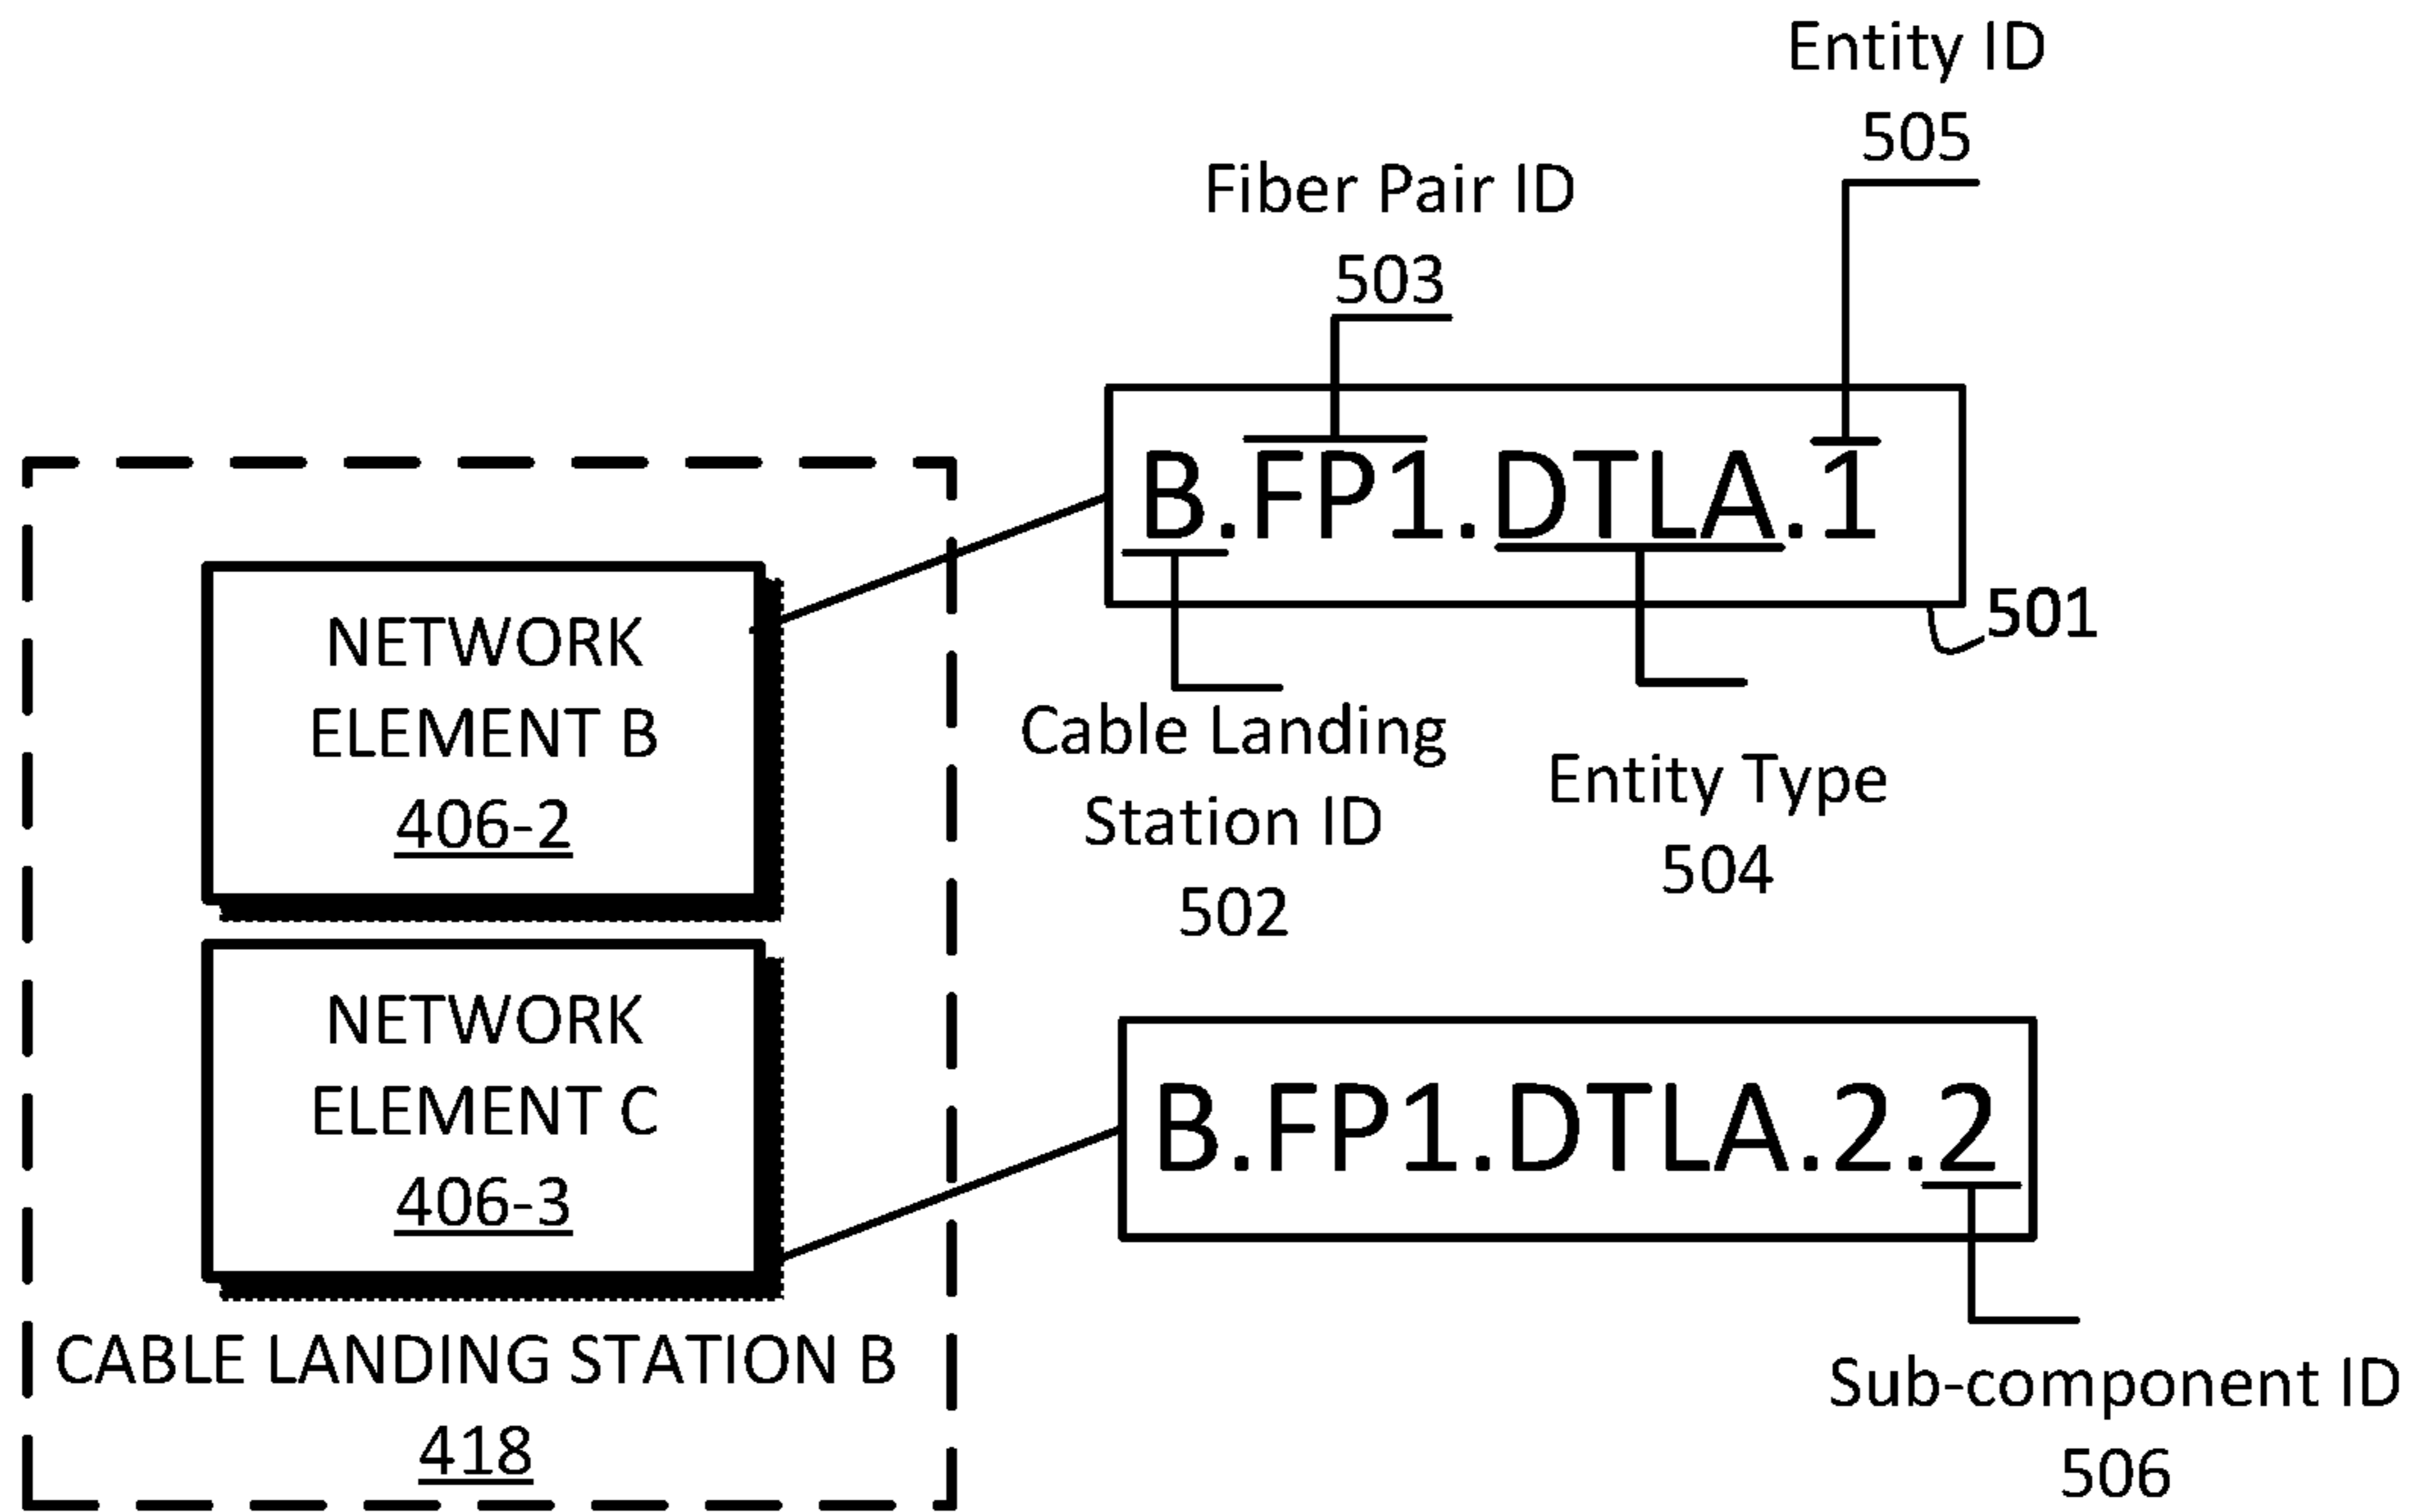 Entity ID
505
Fiber Pair ID
503
B.FP1.DTLA.1
501
Cable Landing
Station ID
502
Entity Type
504
NETWORK
ELEMENT B
406-2
NETWORK
ELEMENT C
406-3
CABLE LANDING STATION B
418
B.FP1.DTLA.2.2
Sub-component ID
506